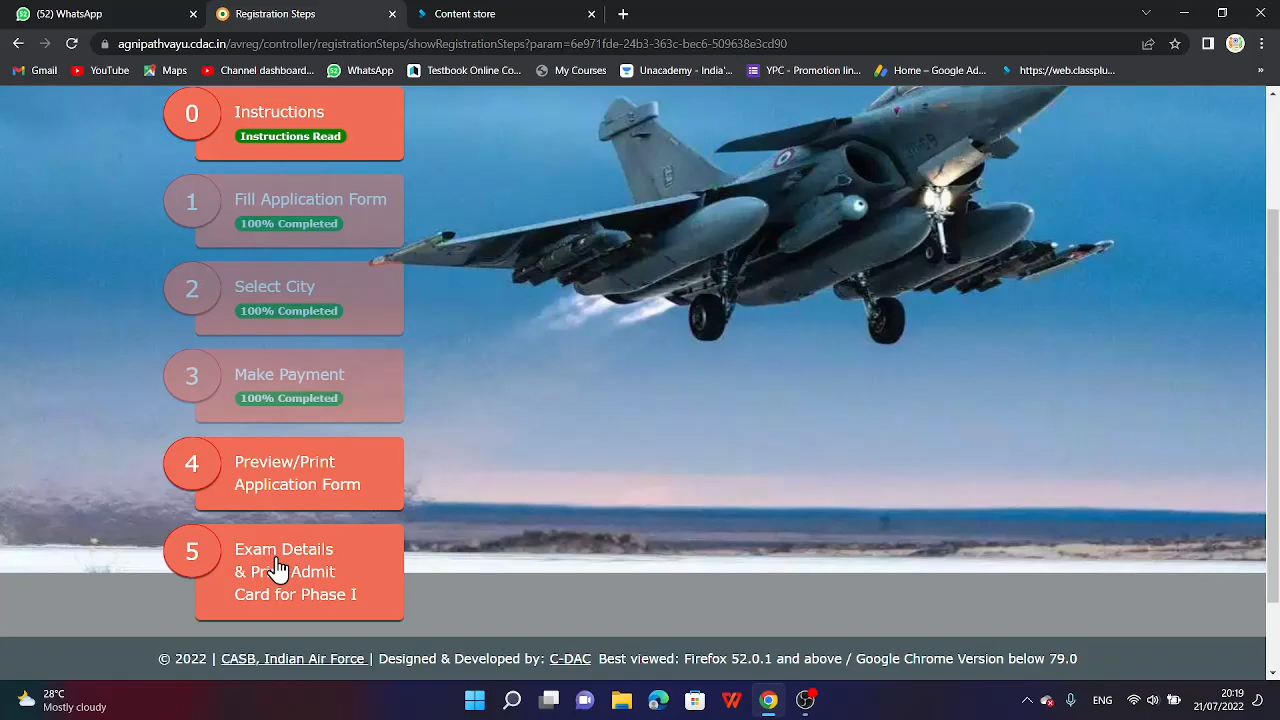 WhatsApp
Registration Steps
Content store
agnipathvayu.cdac.in/avreg/controller/registrationSteps/showRegistrationSteps?param=6e971fde-24b3-363c-bec6-509638e3cd90
Gmail
YouTube
Maps
Channel dashboard...
WhatsApp
Testbook Online Cor...
My Courses
Unacademy - India'...
YPC - Promotion lin...
Home – Google Ad...
https://web.classplu...
»
0
Instructions
Instructions Read
1
Fill Application Form
100% Completed
2
Select City
100% Completed
3
Make Payment
100% Completed
4
Preview/Print
Application Form
5
Exam Details
& Print Admit
Card for Phase I
© 2022 | CASB, Indian Air Force | Designed & Developed by: C-DAC Best viewed: Firefox 52.0.1 and above / Google Chrome Version below 79.0
28°C
Mostly cloudy
ENG
20:19
21/07/2022